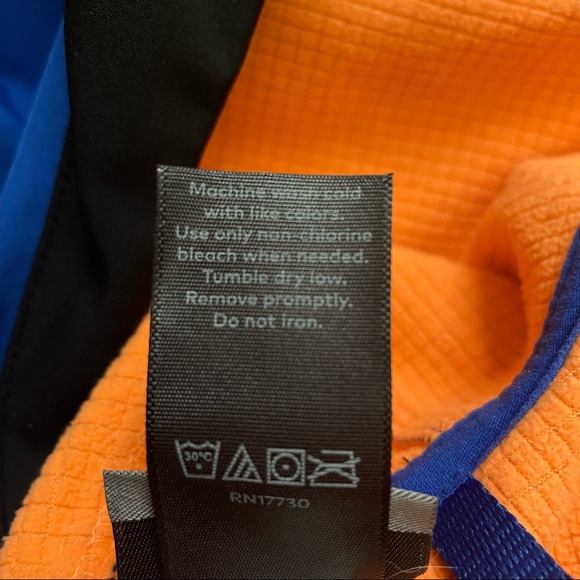 Machine wash cold
with like colors.
Use only non-chlorine
bleach when needed.
Tumble dry low.
Remove promptly.
Do not iron.
30°C
RN17730